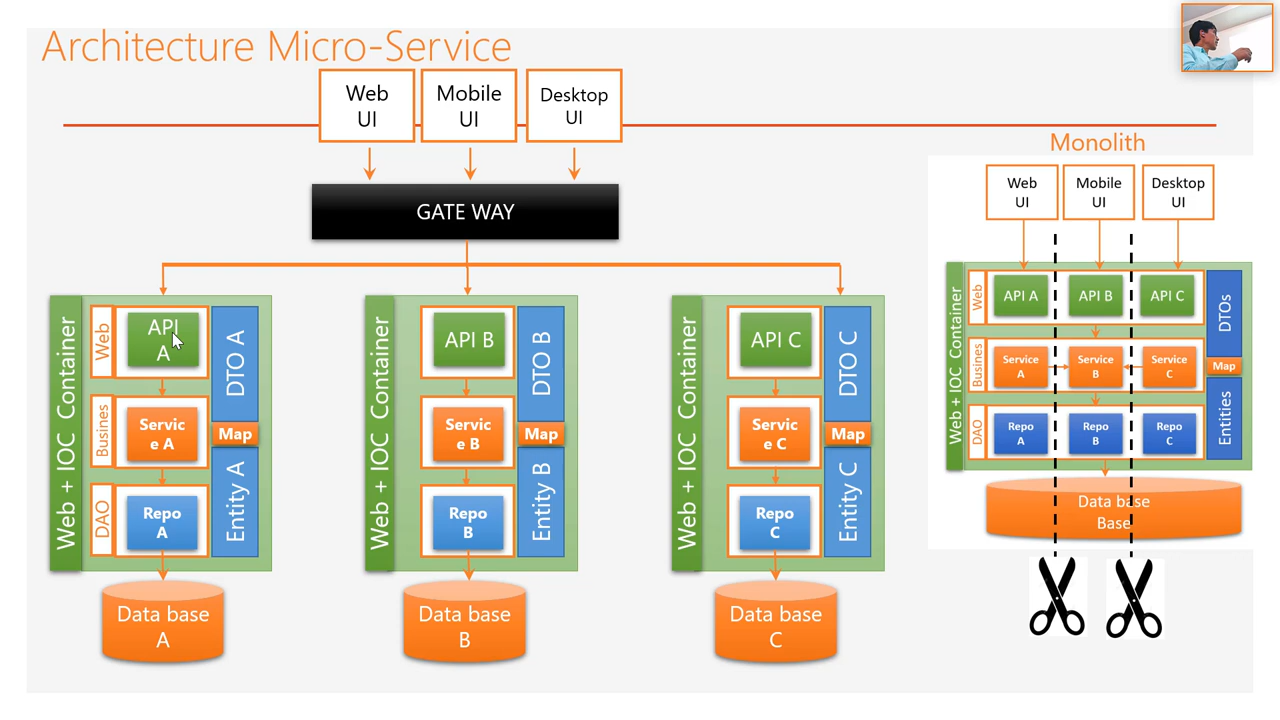 Architecture Micro-Service
Web
UI
Mobile
UI
Desktop
UI
GATE WAY
Web + IOC Container
Web
API
A
Busines
Servic
e A
DAO
Repo
A
DTO A
Map
Entity A
Data base
A
Web + IOC Container
API B
Servic
e B
Repo
B
DTO B
Map
Entity B
Data base
B
Web + IOC Container
API C
Servic
e C
Repo
C
DTO C
Map
Entity C
Data base
C
Monolith
Web
UI
Mobile
UI
Desktop
UI
Web + IOC Container
Web
API A
API B
API C
Busines
Service
A
Service
B
Service
C
DAO
Repo
A
Repo
B
Repo
C
DTOs
Map
Entities
Data base
Base